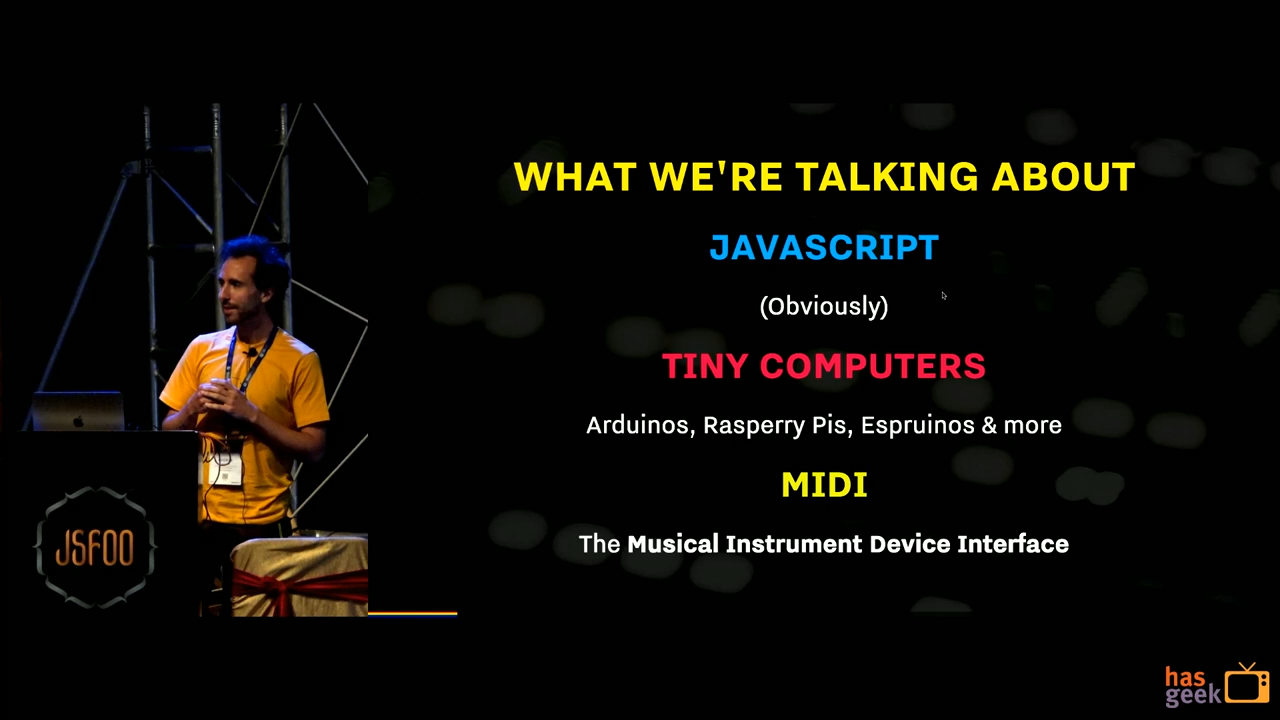 WHAT WE'RE TALKING ABOUT
JAVASCRIPT
(Obviously)
TINY COMPUTERS
Arduinos, Rasperry Pis, Espruinos & more
MIDI
The Musical Instrument Device Interface
JSFOO
has
geek